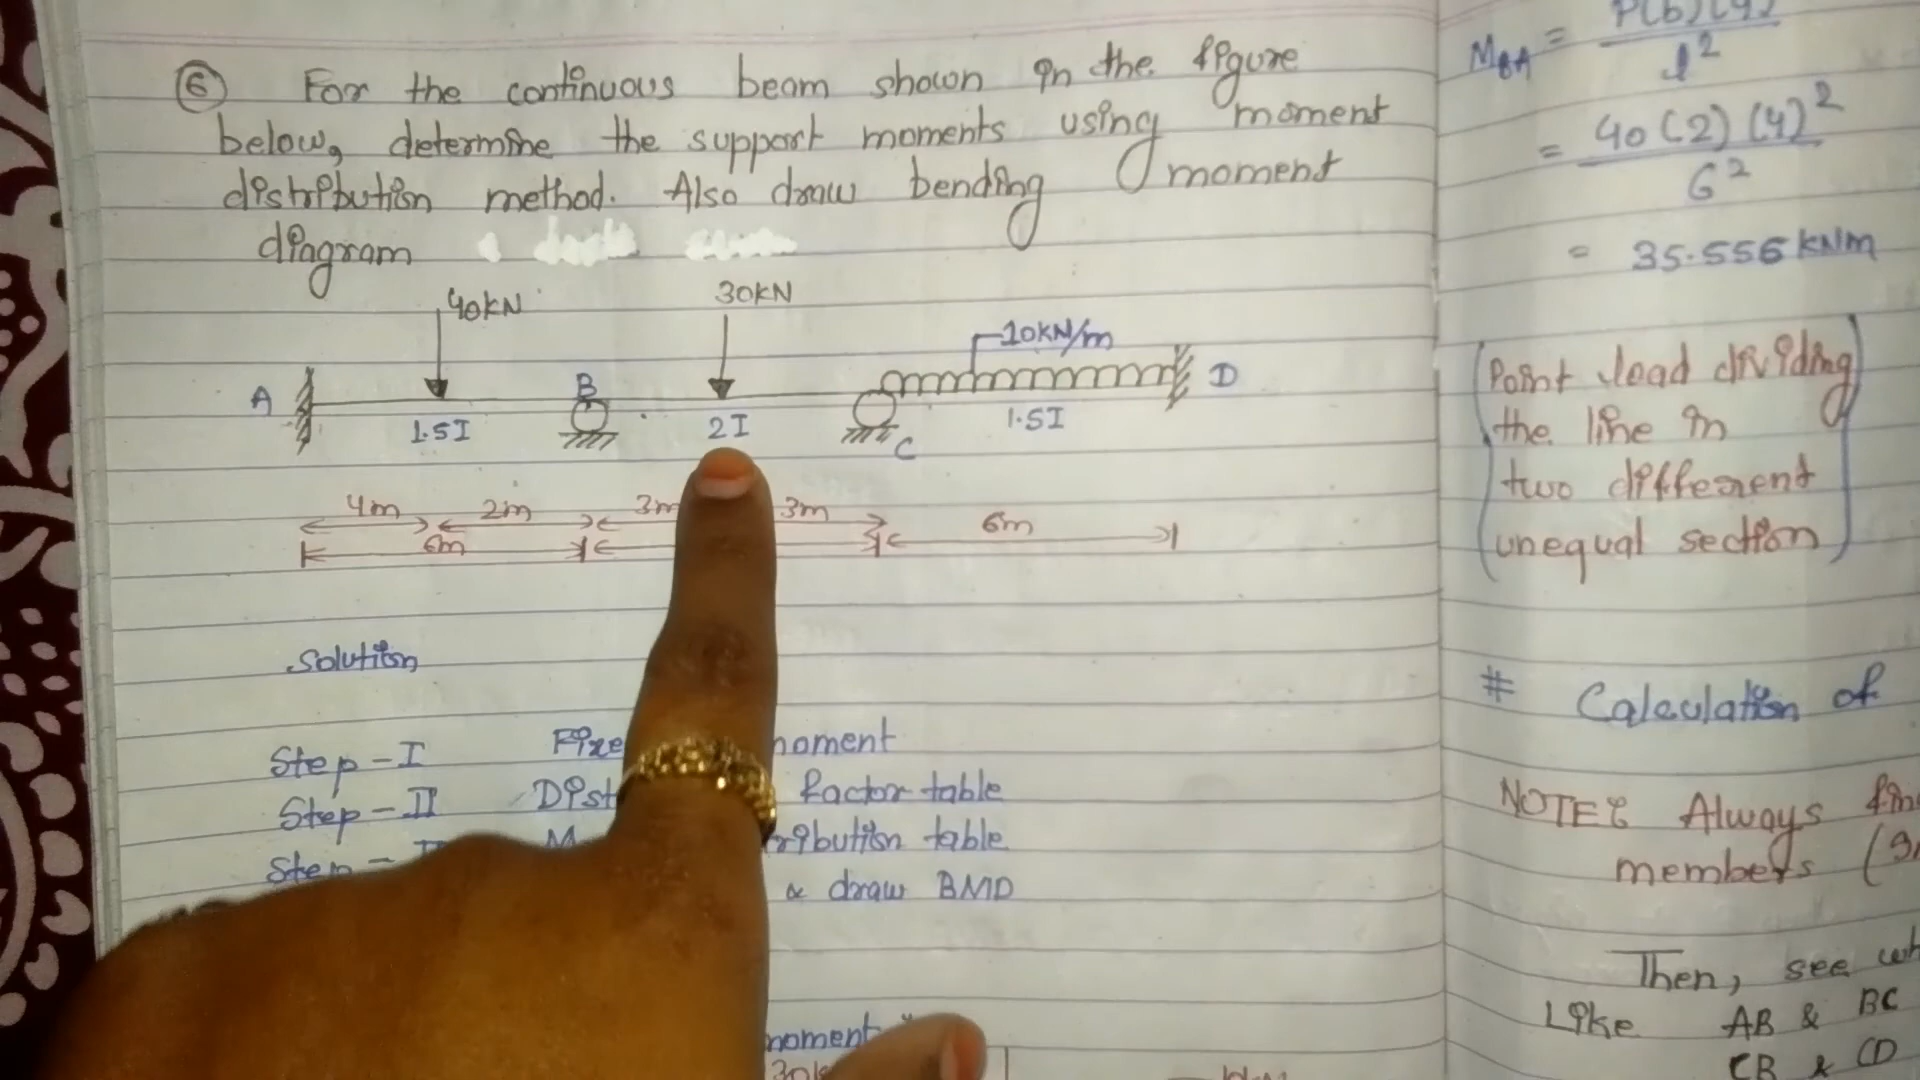 6 For the continuous beam shown in the figure
below, determine the support moments using moment
distribution method. Also draw bending moment
diagram
40kN
30kN
10kN/m
A
B
D
1.5I
2I
1.5I
C
4m
2m
3m
3m
6m
6m
Solution
Step - I moment
Step - II factor table
Step table
& draw BMD
moment
MBA =
l²
= 40 (2) (4)²
6²
= 35.556 kNm
(Point load dividing
the line in
two different
unequal section)
# Calculation of
NOTE: Always
members
Then, see
Like AB & BC
CB & CD